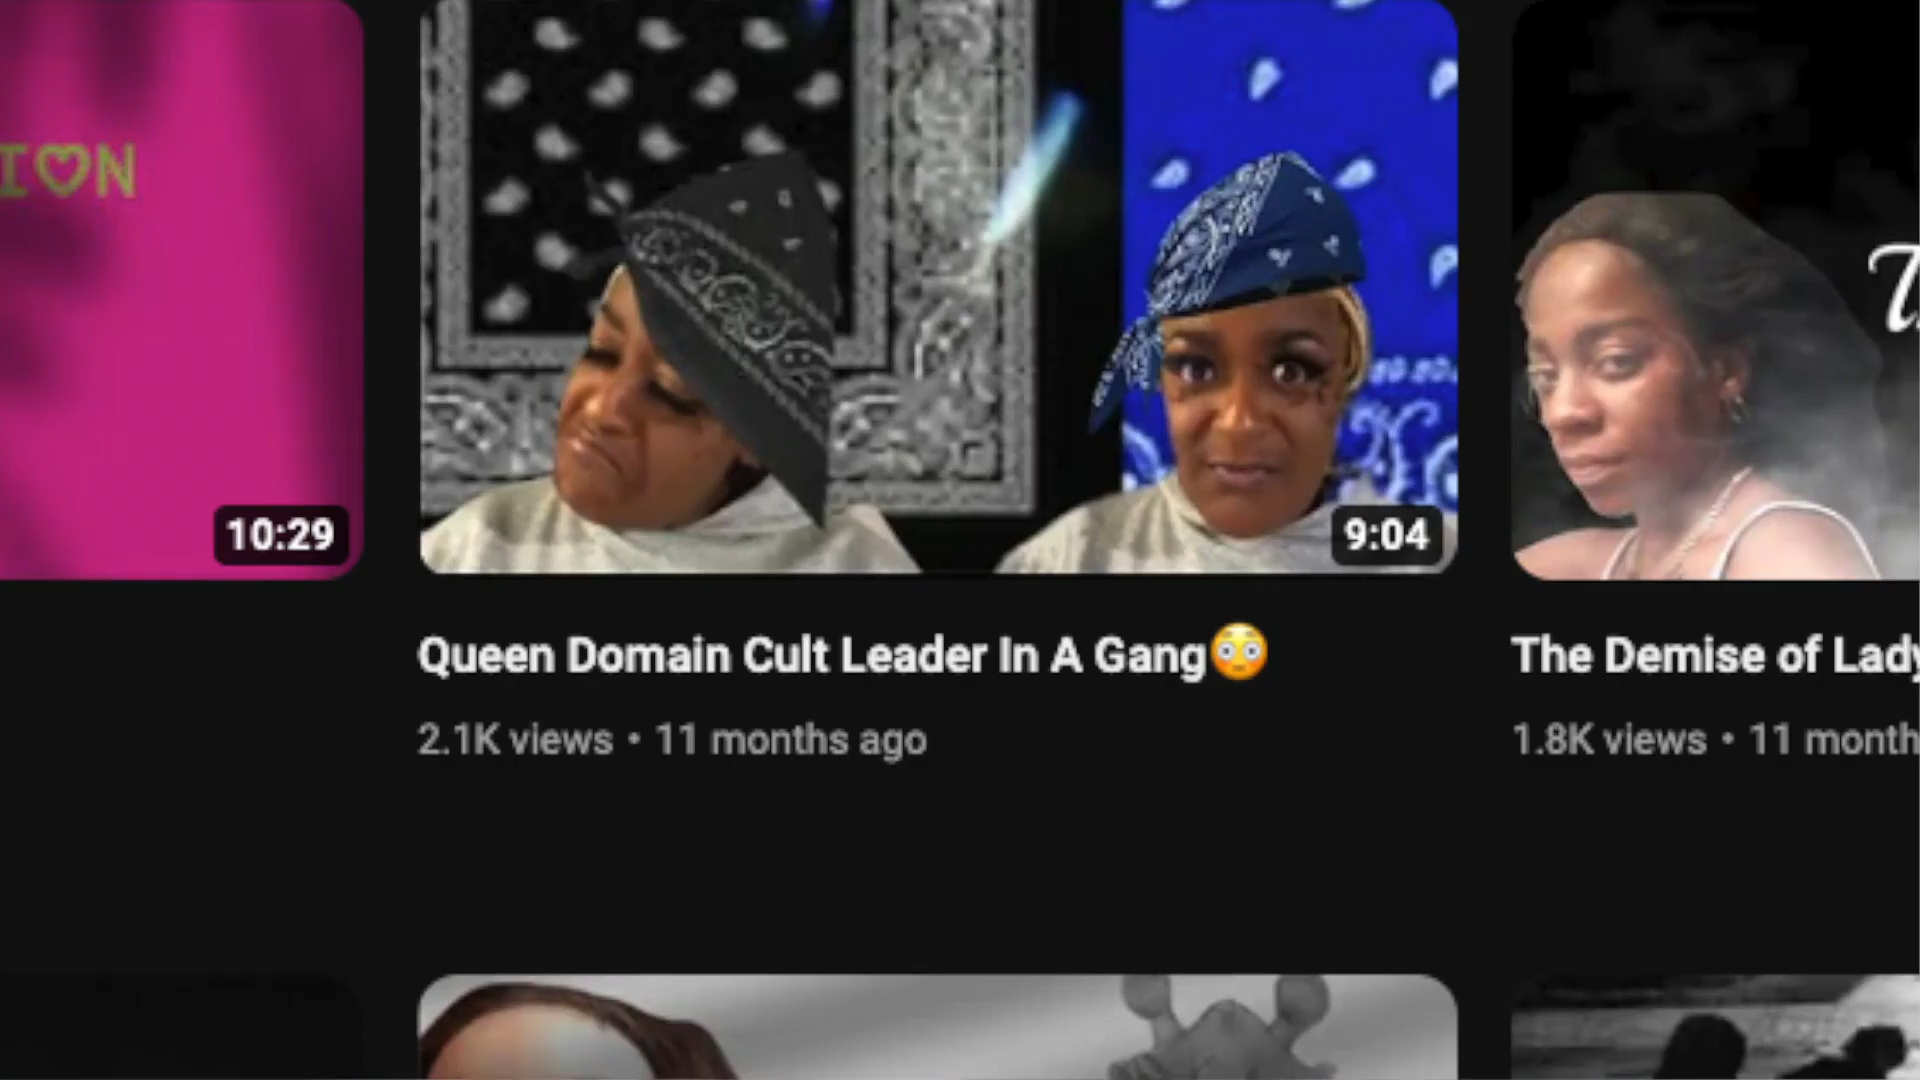 ION
10:29
9:04
Queen Domain Cult Leader In A Gang😳
2.1K views • 11 months ago
The Demise of Lady
1.8K views • 11 month